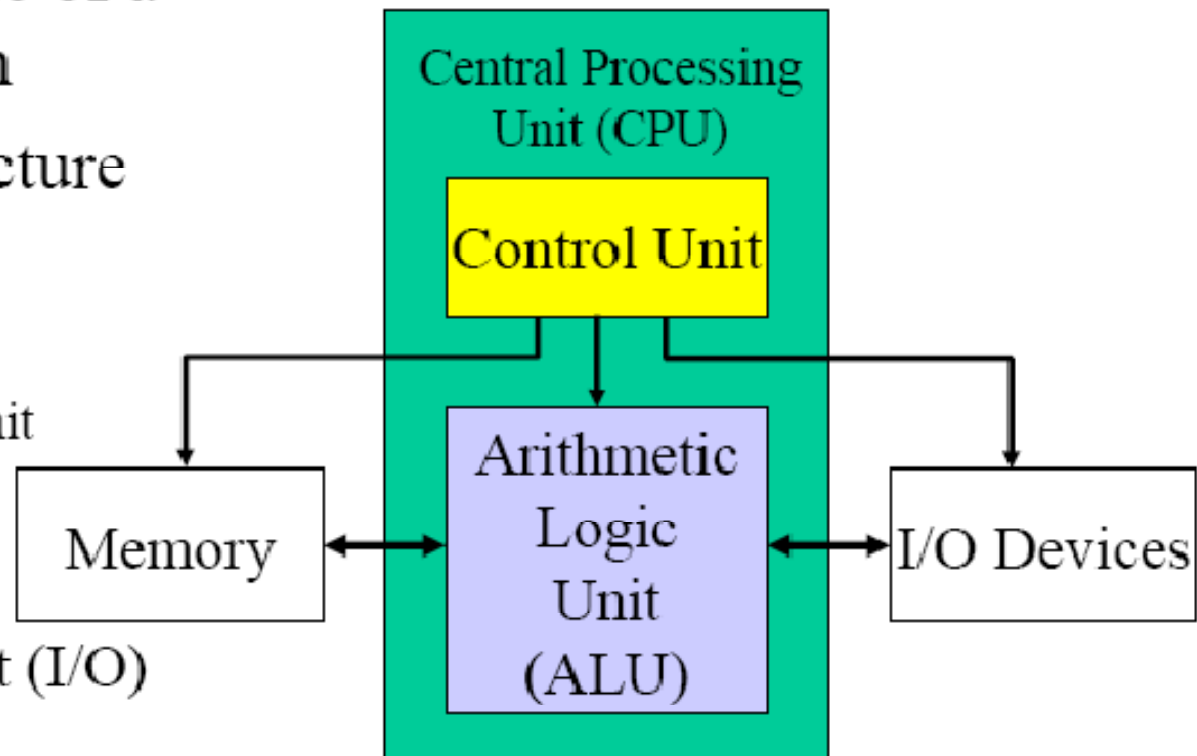 Central Processing
Unit (CPU)
cture
Control Unit
Arithmetic
Logic
Unit
(ALU)
Memory
I/O Devices
t (I/O)